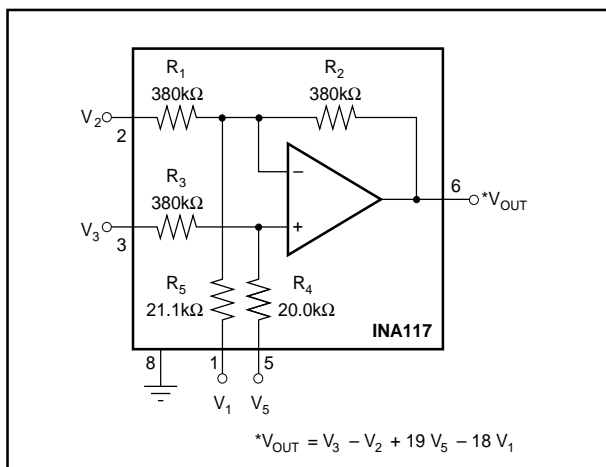 R1
380kΩ
R2
380kΩ
V2
2
−
6
*VOUT
R3
380kΩ
V3
3
+
R5
21.1kΩ
R4
20.0kΩ
INA117
8
1
5
V1
V5
*VOUT = V3 – V2 + 19 V5 – 18 V1